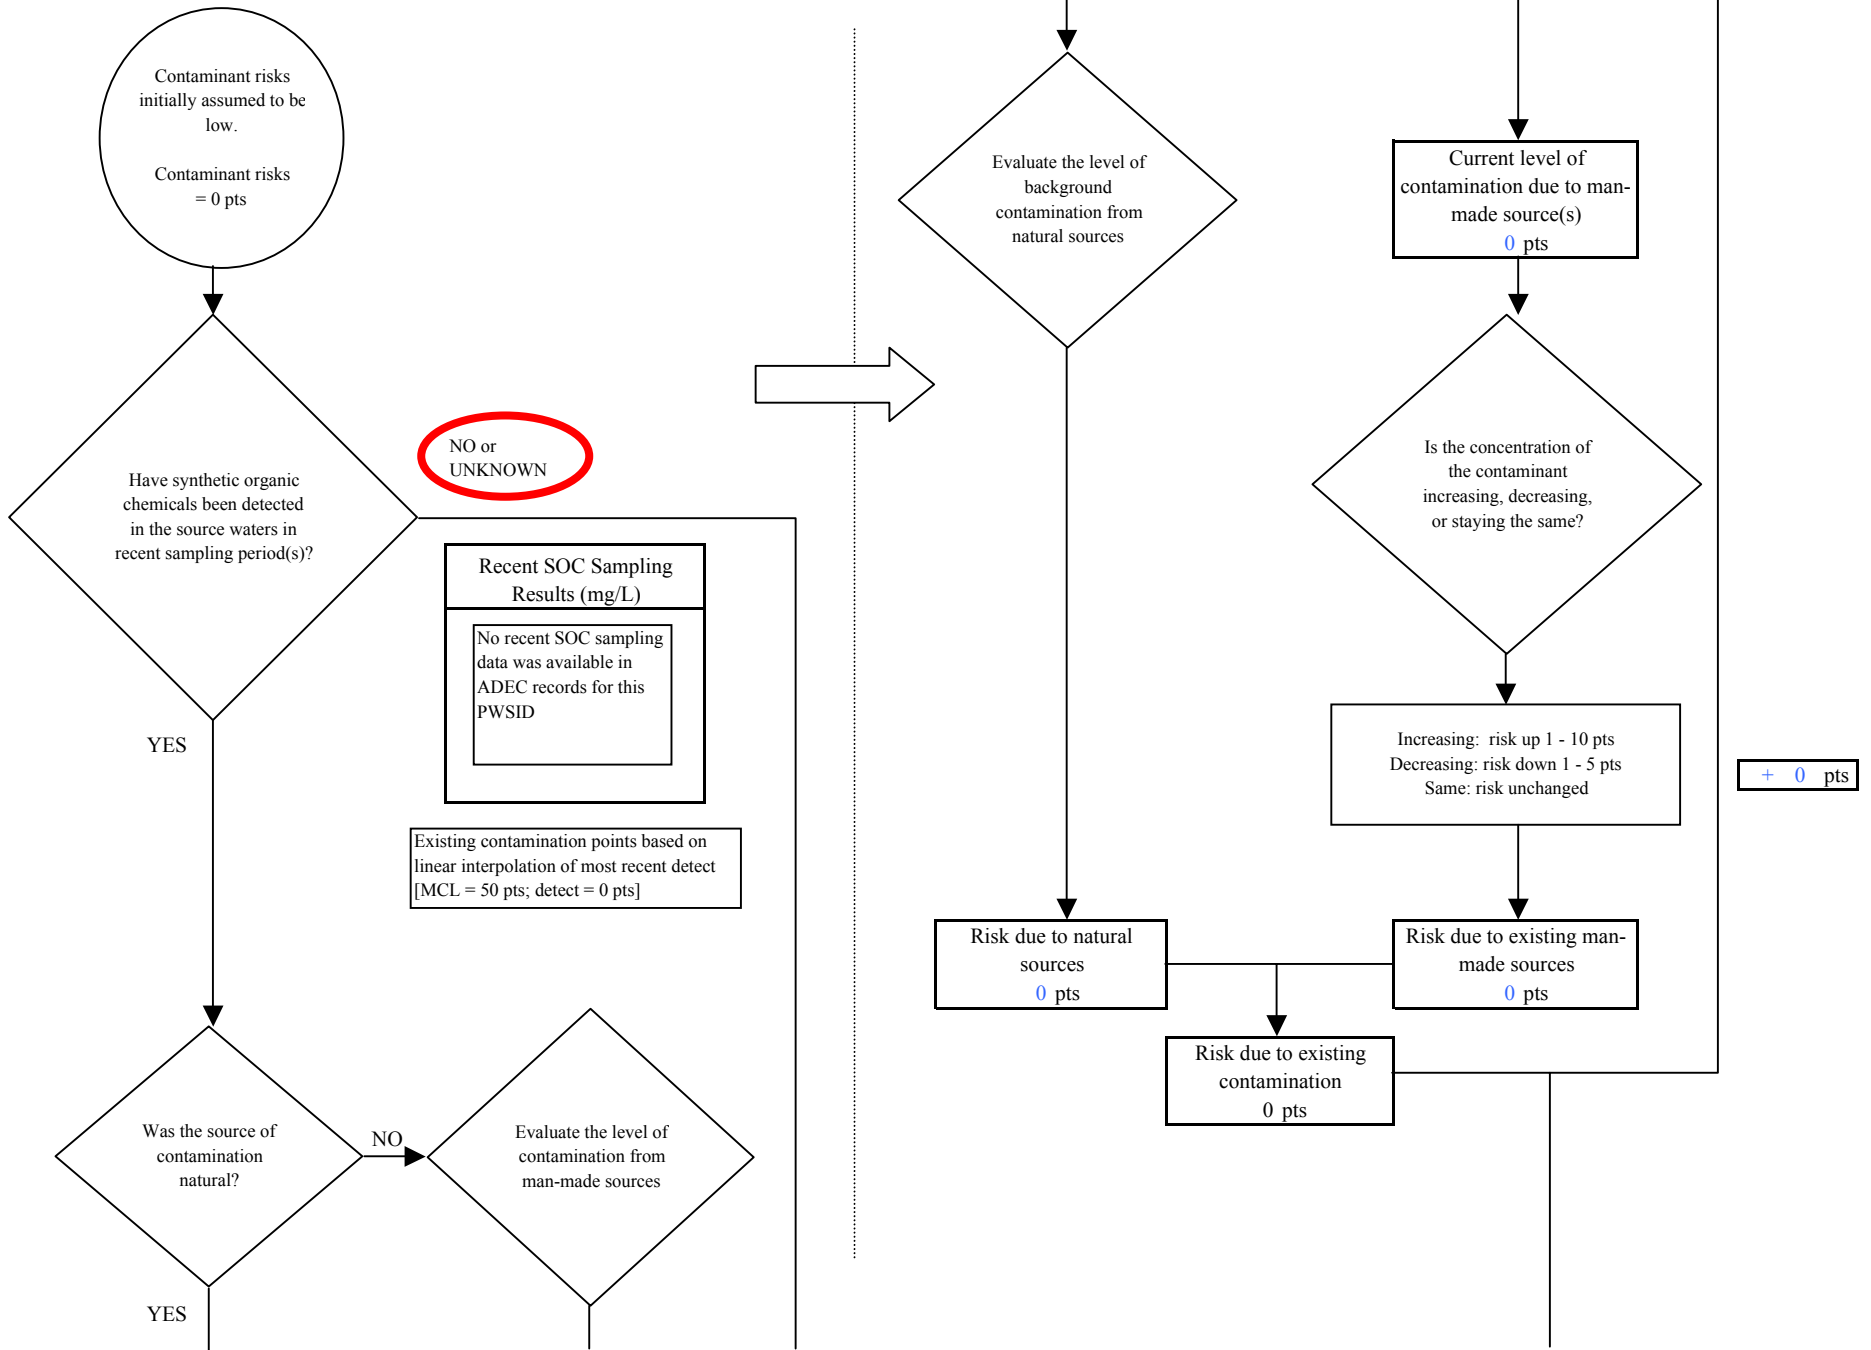 Contaminant risks
initially assumed to be
low.
Contaminant risks
= 0 pts
Have synthetic organic
chemicals been detected
in the source waters in
recent sampling period(s)?
NO or
UNKNOWN
Recent SOC Sampling
Results (mg/L)
No recent SOC sampling
data was available in
ADEC records for this
PWSID
YES
Existing contamination points based on
linear interpolation of most recent detect
[MCL = 50 pts; detect = 0 pts]
Was the source of
contamination
natural?
NO
Evaluate the level of
contamination from
man-made sources
YES
Evaluate the level of
background
contamination from
natural sources
Current level of
contamination due to man-
made source(s)
0 pts
Is the concentration of
the contaminant
increasing, decreasing,
or staying the same?
Increasing: risk up 1 - 10 pts
Decreasing: risk down 1 - 5 pts
Same: risk unchanged
+ 0 pts
Risk due to natural
sources
0 pts
Risk due to existing man-
made sources
0 pts
Risk due to existing
contamination
0 pts